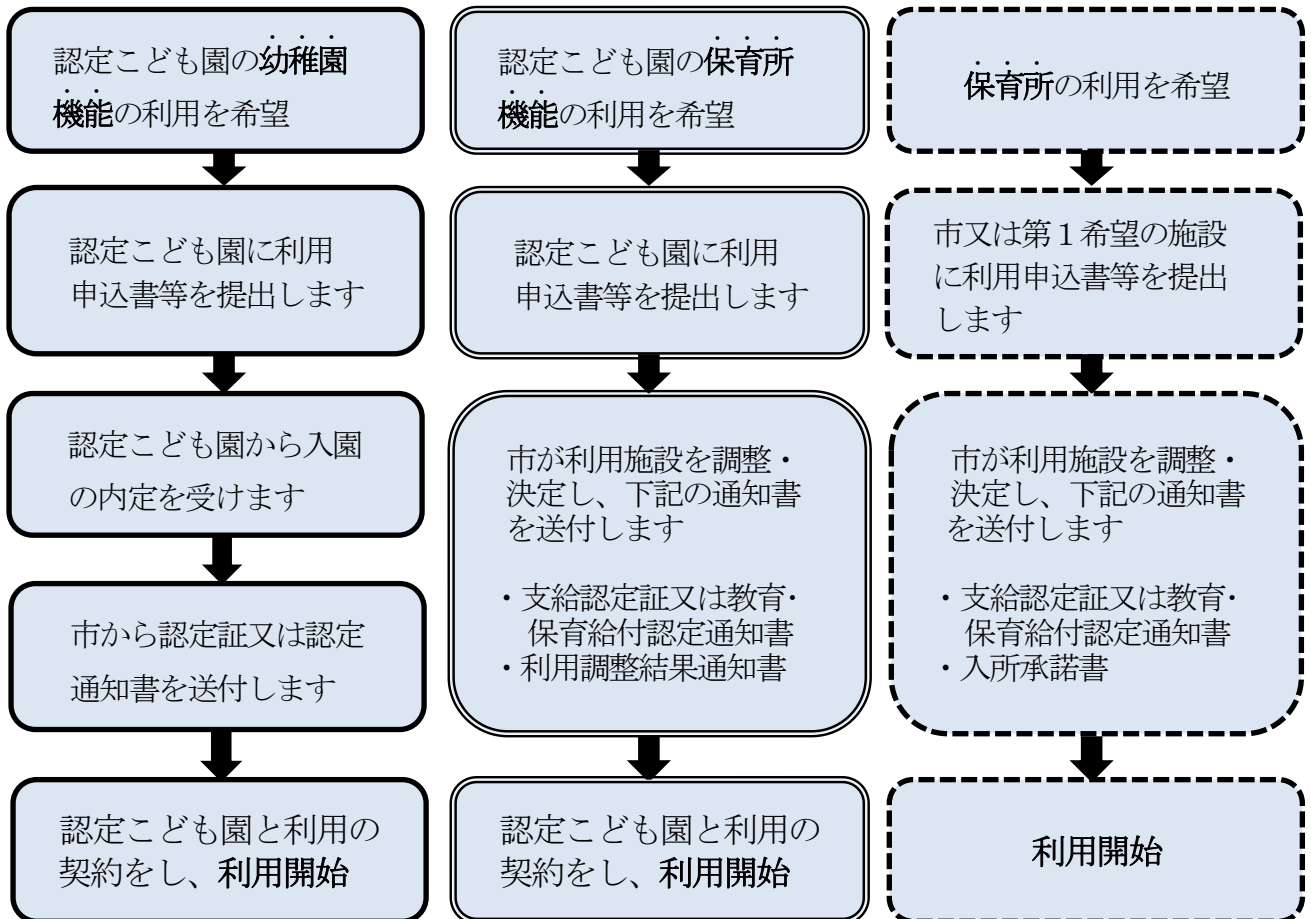 認定こども園の幼稚園
機能の利用を希望
認定こども園に利用
申込書等を提出します
認定こども園から入園
の内定を受けます
市から認定証又は認定
通知書を送付します
認定こども園と利用の
契約をし、利用開始
認定こども園の保育所
機能の利用を希望
認定こども園に利用
申込書等を提出します
市が利用施設を調整・
決定し、下記の通知書
を送付します
・支給認定証又は教育・
保育給付認定通知書
・利用調整結果通知書
認定こども園と利用の
契約をし、利用開始
保育所の利用を希望
市又は第１希望の施設
に利用申込書等を提出
します
市が利用施設を調整・
決定し、下記の通知書
を送付します
・支給認定証又は教育・
保育給付認定通知書
・入所承諾書
利用開始